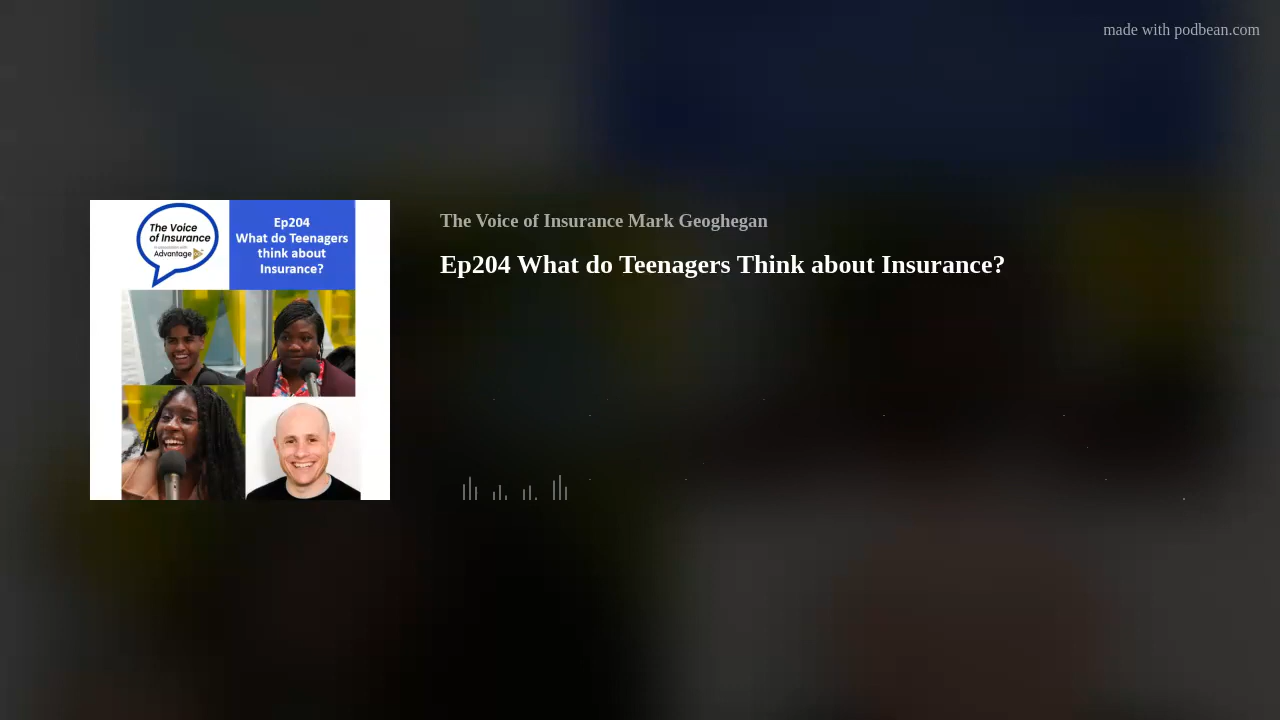 made with podbean.com
The Voice of Insurance Mark Geoghegan
Ep204 What do Teenagers Think about Insurance?
The Voice
of Insurance
Advantage
Ep204
What do Teenagers
think about
Insurance?